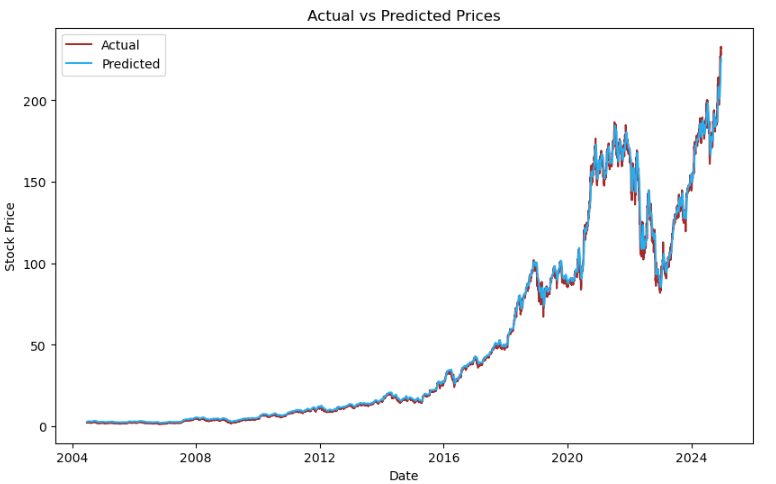 Actual vs Predicted Prices
Actual
Predicted
200
150
100
50
0
Stock Price
2004
2008
2012
2016
2020
2024
Date